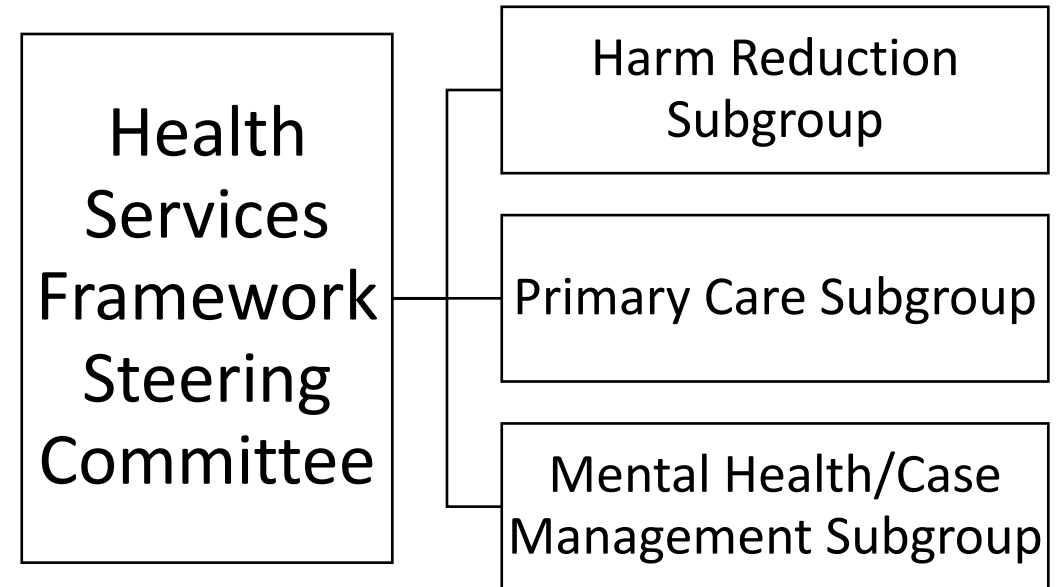 Health
Services
Framework
Steering
Committee
Harm Reduction
Subgroup
Primary Care Subgroup
Mental Health/Case
Management Subgroup